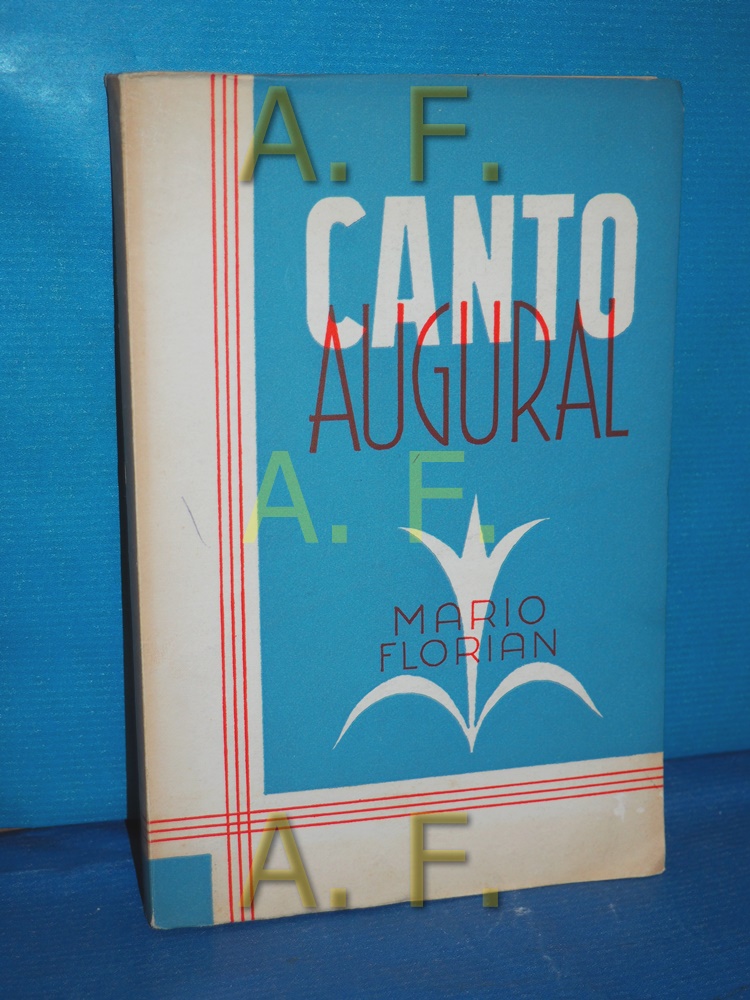 A. F.
CANTO
AUGURAL
A. F.
MARIO
FLORIAN
A. F.